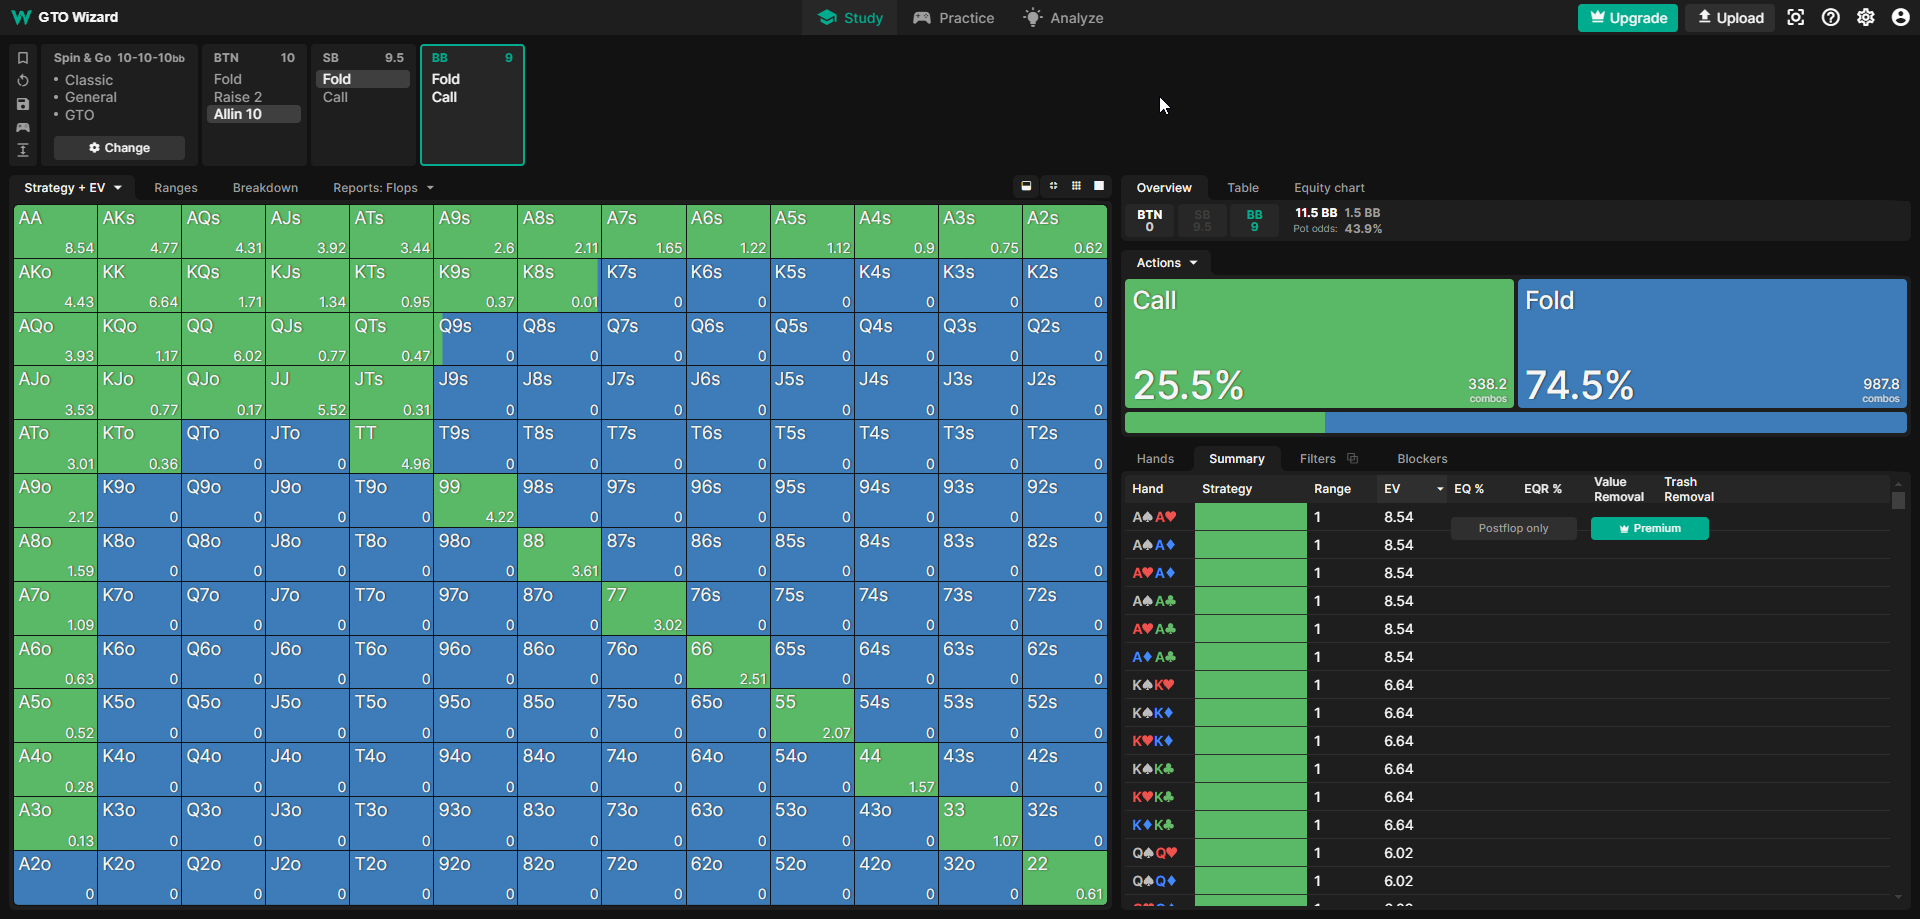 GTO Wizard
Study
Practice
Analyze
Upgrade
Upload
Spin & Go 10-10-10bb
• Classic
• General
• GTO
Change
BTN 10
Fold
Raise 2
Allin 10
SB 9.5
Fold
Call
BB 9
Fold
Call
Strategy + EV
Ranges
Breakdown
Reports: Flops
AA AKs AQs AJs ATs A9s A8s A7s A6s A5s A4s A3s A2s
8.54 4.77 4.31 3.92 3.44 2.6 2.11 1.65 1.22 1.12 0.9 0.75 0.62
AKo KK KQs KJs KTs K9s K8s K7s K6s K5s K4s K3s K2s
4.43 6.64 1.71 1.34 0.95 0.37 0.01 0 0 0 0 0 0
AQo KQo QQ QJs QTs Q9s Q8s Q7s Q6s Q5s Q4s Q3s Q2s
3.93 1.17 6.02 0.77 0.47 0 0 0 0 0 0 0 0
AJo KJo QJo JJ JTs J9s J8s J7s J6s J5s J4s J3s J2s
3.53 0.77 0.17 5.52 0.31 0 0 0 0 0 0 0 0
ATo KTo QTo JTo TT T9s T8s T7s T6s T5s T4s T3s T2s
3.01 0.36 0 0 4.96 0 0 0 0 0 0 0 0
A9o K9o Q9o J9o T9o 99 98s 97s 96s 95s 94s 93s 92s
2.12 0 0 0 0 4.22 0 0 0 0 0 0 0
A8o K8o Q8o J8o T8o 98o 88 87s 86s 85s 84s 83s 82s
1.59 0 0 0 0 0 3.61 0 0 0 0 0 0
A7o K7o Q7o J7o T7o 97o 87o 77 76s 75s 74s 73s 72s
1.09 0 0 0 0 0 0 3.02 0 0 0 0 0
A6o K6o Q6o J6o T6o 96o 86o 76o 66 65s 64s 63s 62s
0.63 0 0 0 0 0 0 0 2.51 0 0 0 0
A5o K5o Q5o J5o T5o 95o 85o 75o 65o 55 54s 53s 52s
0.52 0 0 0 0 0 0 0 0 2.07 0 0 0
A4o K4o Q4o J4o T4o 94o 84o 74o 64o 54o 44 43s 42s
0.28 0 0 0 0 0 0 0 0 0 1.57 0 0
A3o K3o Q3o J3o T3o 93o 83o 73o 63o 53o 43o 33 32s
0.13 0 0 0 0 0 0 0 0 0 0 1.07 0
A2o K2o Q2o J2o T2o 92o 82o 72o 62o 52o 42o 32o 22
0 0 0 0 0 0 0 0 0 0 0 0 0.61
Overview
Table
Equity chart
BTN SB BB 11.5 BB 1.5 BB
0 9.5 9 Pot odds: 43.9%
Actions
Call
25.5%
338.2
combos
Fold
74.5%
987.8
combos
Hands
Summary
Filters
Blockers
Hand Strategy Range EV EQ % EQR % Value Removal Trash Removal
A♠A♥ 1 8.54
Postflop only
Premium
A♠A♦ 1 8.54
A♥A♦ 1 8.54
A♠A♣ 1 8.54
A♥A♣ 1 8.54
A♦A♣ 1 8.54
K♠K♥ 1 6.64
K♠K♦ 1 6.64
K♥K♦ 1 6.64
K♠K♣ 1 6.64
K♥K♣ 1 6.64
K♦K♣ 1 6.64
Q♠Q♥ 1 6.02
Q♠Q♦ 1 6.02